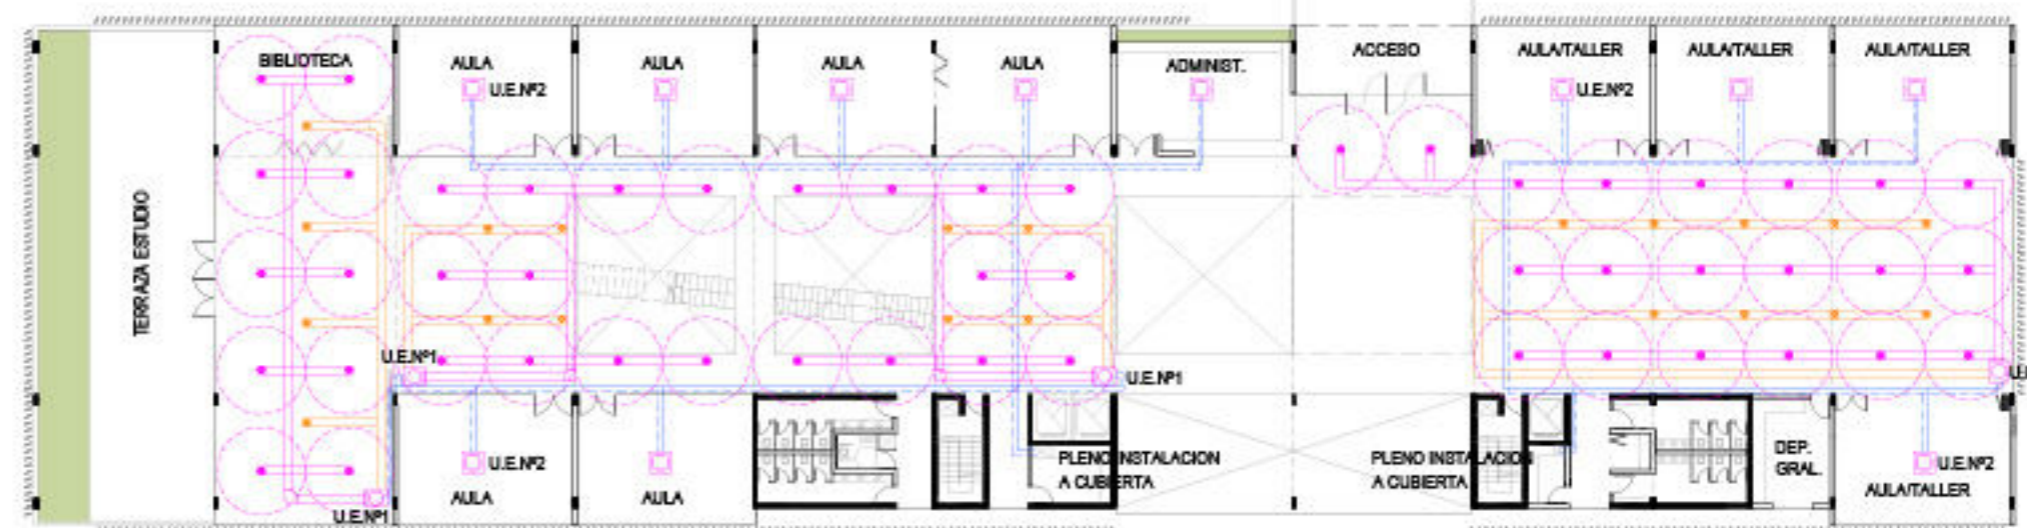 BIBLIOTECA
AULA
AULA
AULA
AULA
ADMINIST.
ACCESO
AULA/TALLER
AULA/TALLER
AULA/TALLER
U.E.Nº2
U.E.Nº2
TERRAZA ESTUDIO
U.E.Nº1
U.E.Nº1
U.E.Nº2
AULA
AULA
PLENO INSTALACION
A CUBIERTA
PLENO INSTALACION
A CUBIERTA
DEP.
GRAL.
U.E.Nº2
AULA/TALLER
U.E.Nº1